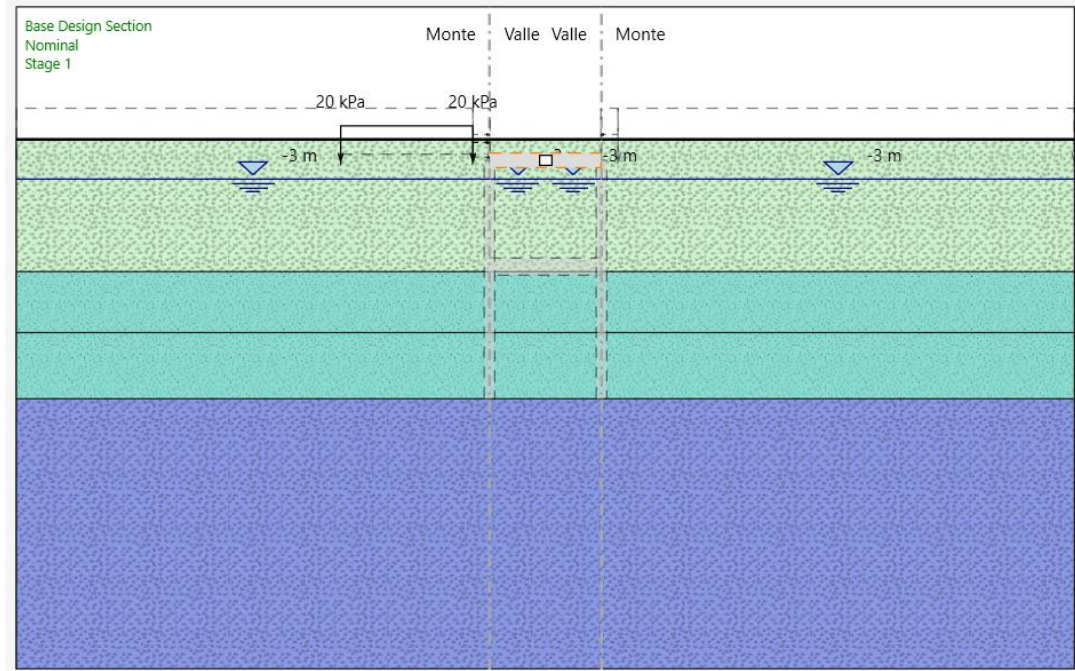 Base Design Section
Nominal
Stage 1
Monte Valle Valle Monte
20 kPa 20 kPa
-3 m -3 m -3 m